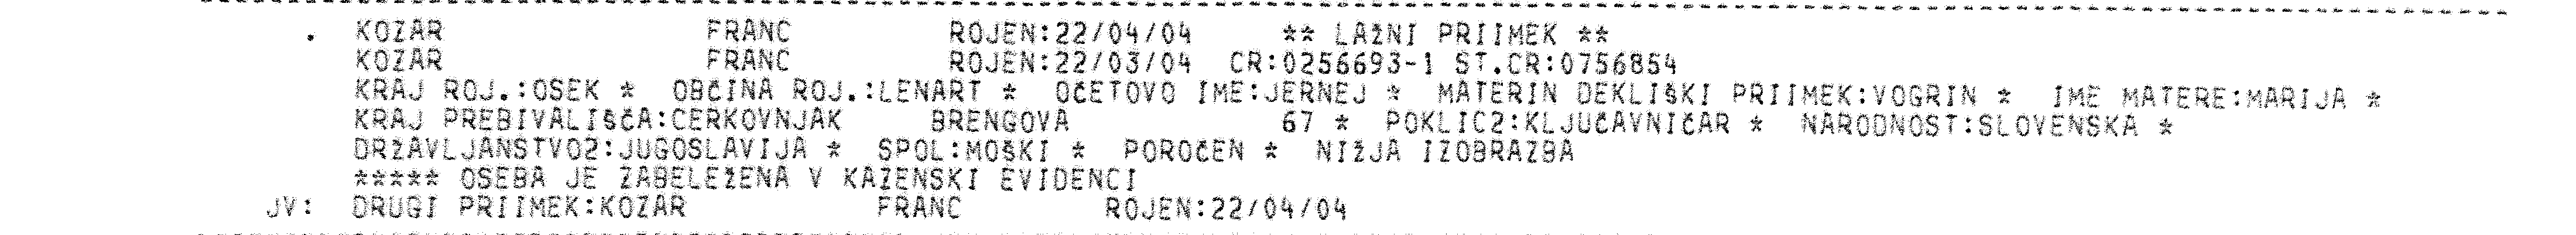 . KOZAR FRANC ROJEN:22/04/04 ** LAŽNI PRIIMEK **
KOZAR FRANC ROJEN:22/03/04 CR:0256693-1 ST.CR:0756854
KRAJ ROJ.:OSEK * OBČINA ROJ.:LENART * OČETOVO IME:JERNEJ * MATERIN DEKLIŠKI PRIIMEK:VOGRIN * IME MATERE:MARIJA *
KRAJ PREBIVALIŠČA:CERKOVNJAK BRENGOVA 67 * POKLIC2:KLJUČAVNIČAR * NARODNOST:SLOVENSKA *
DRŽAVLJANSTVO2:JUGOSLAVIJA * SPOL:MOŠKI * POROČEN * NIŽJA IZOBRAZBA
***** OSEBA JE ZABELEŽENA V KAZENSKI EVIDENCI
JV: DRUGI PRIIMEK:KOZAR FRANC ROJEN:22/04/04